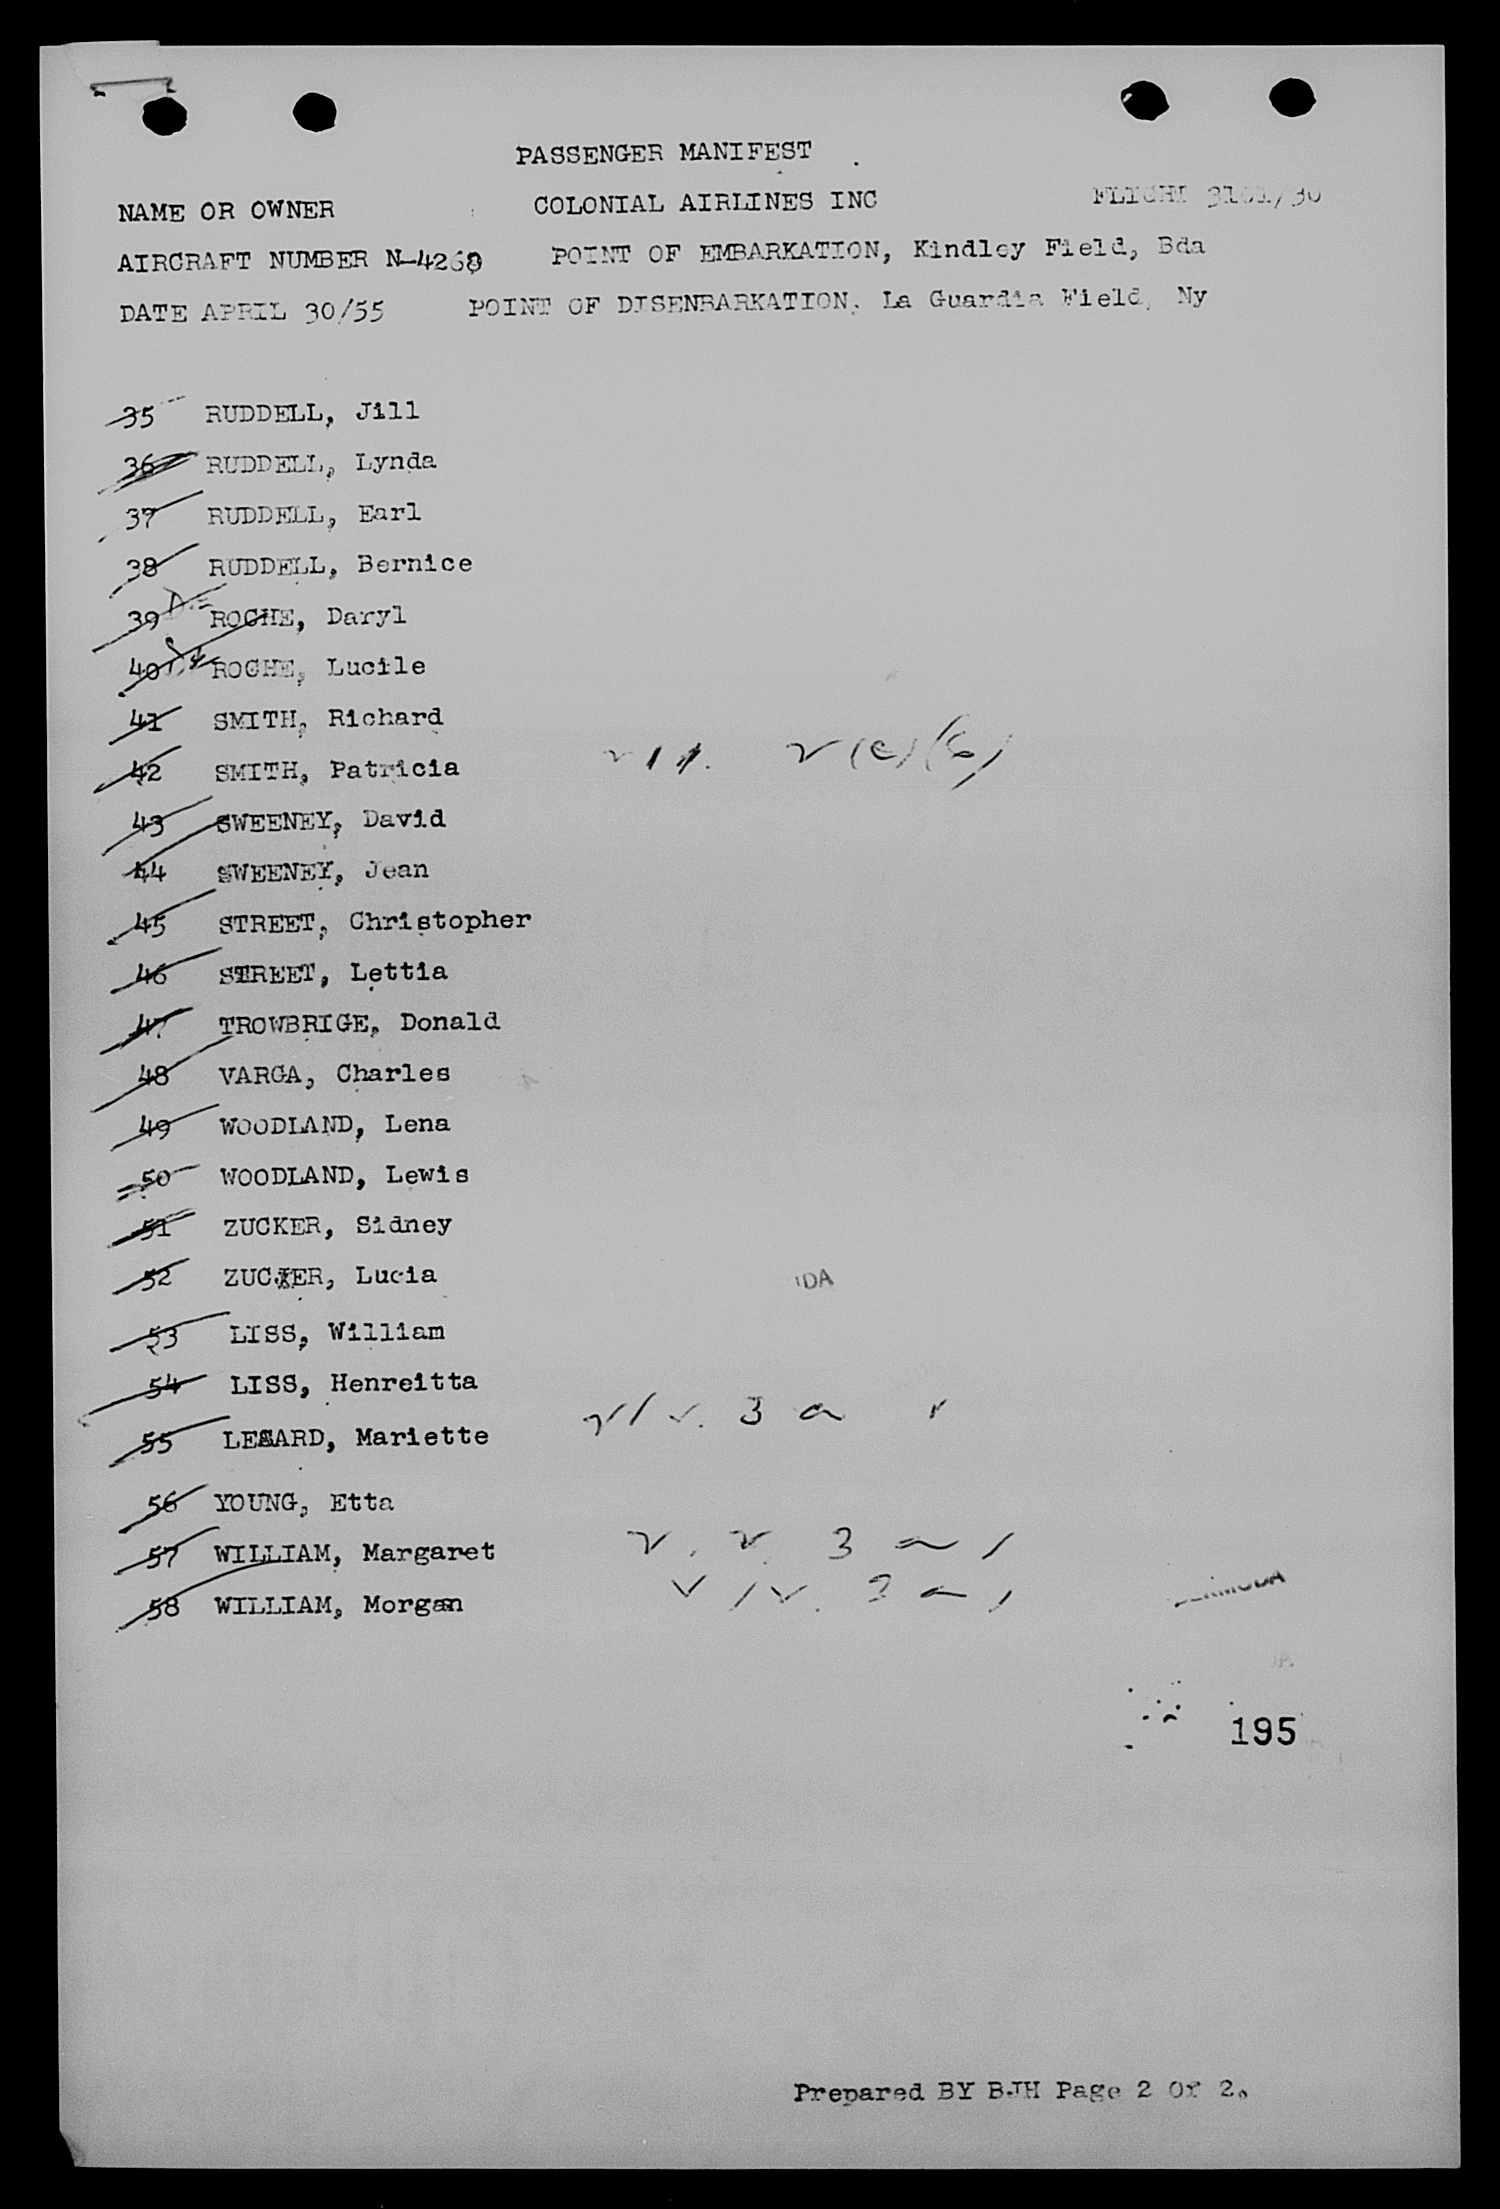 PASSENGER MANIFEST
NAME OR OWNER COLONIAL AIRLINES INC FLIGHT
AIRCRAFT NUMBER POINT OF EMBARKATION, Kindley Field, Bda
DATE APRIL 30/55 POINT OF DISENBARKATION. La Guardia Field, Ny
35 RUDDELL, Jill
36 RUDDELL, Lynda
37 RUDDELL, Earl
38 RUDDELL, Bernice
39 ROCHE, Daryl
40 ROCHE, Lucile
41 SMITH, Richard
42 SMITH, Patricia
43 SWEENEY, David
44 SWEENEY, Jean
45 STREET, Christopher
46 STREET, Lettia
47 TROWBRIGE, Donald
48 VARGA, Charles
49 WOODLAND, Lena
50 WOODLAND, Lewis
51 ZUCKER, Sidney
52 ZUCKER, Lucia
53 LISS, William
54 LISS, Henreitta
55 Mariette
56 YOUNG, Etta
57 WILLIAM, Margaret
58 WILLIAM, Morgan
195
Prepared BY BJH Page 2 Of 2.